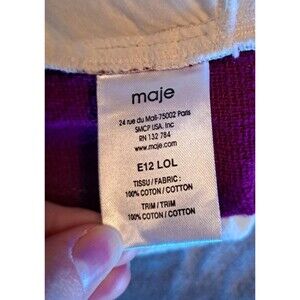 maje
24 rue du Mail-75002 Paris
SMCP USA. Inc
RN 132 784
www.maje.com
E12 LOL
TISSU / FABRIC :
100% COTON / COTTON
TRIM / TRIM
100% COTON / COTTON